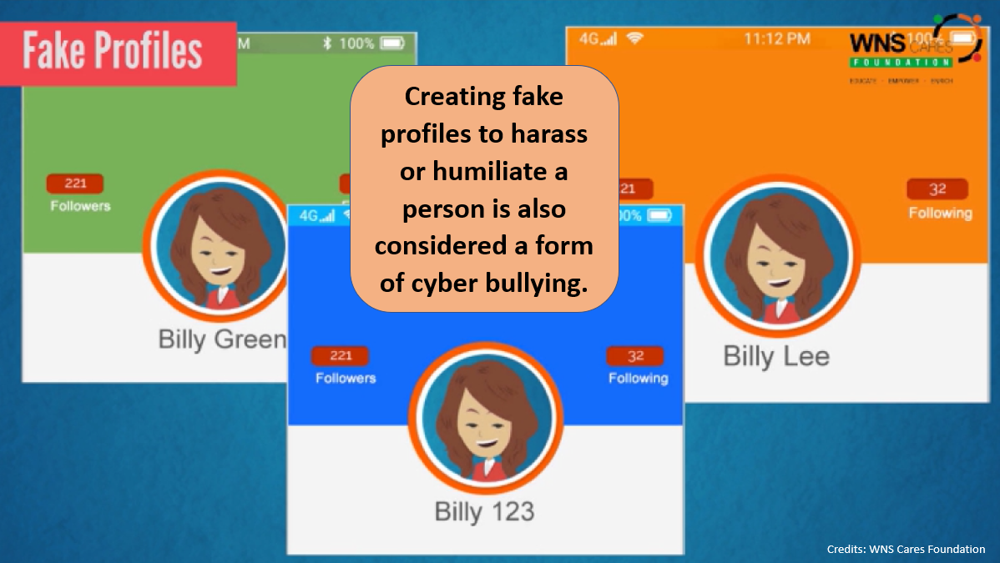 Fake Profiles
M
100%
4G
11:12 PM
100%
WNS CARES
FOUNDATION
EDUCATE - EMPOWER - ENRICH
Creating fake
profiles to harass
or humiliate a
person is also
considered a form
of cyber bullying.
221
Followers
Billy Green
21
32
Following
Billy Lee
4G
00%
221
Followers
32
Following
Billy 123
Credits: WNS Cares Foundation